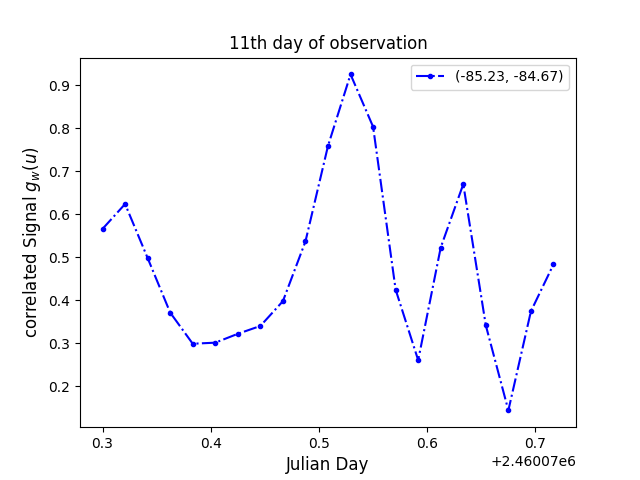 11th day of observation
(-85.23, -84.67)
correlated Signal g_w(u)
0.9
0.8
0.7
0.6
0.5
0.4
0.3
0.2
0.3 0.4 0.5 0.6 0.7
+2.46007e6
Julian Day